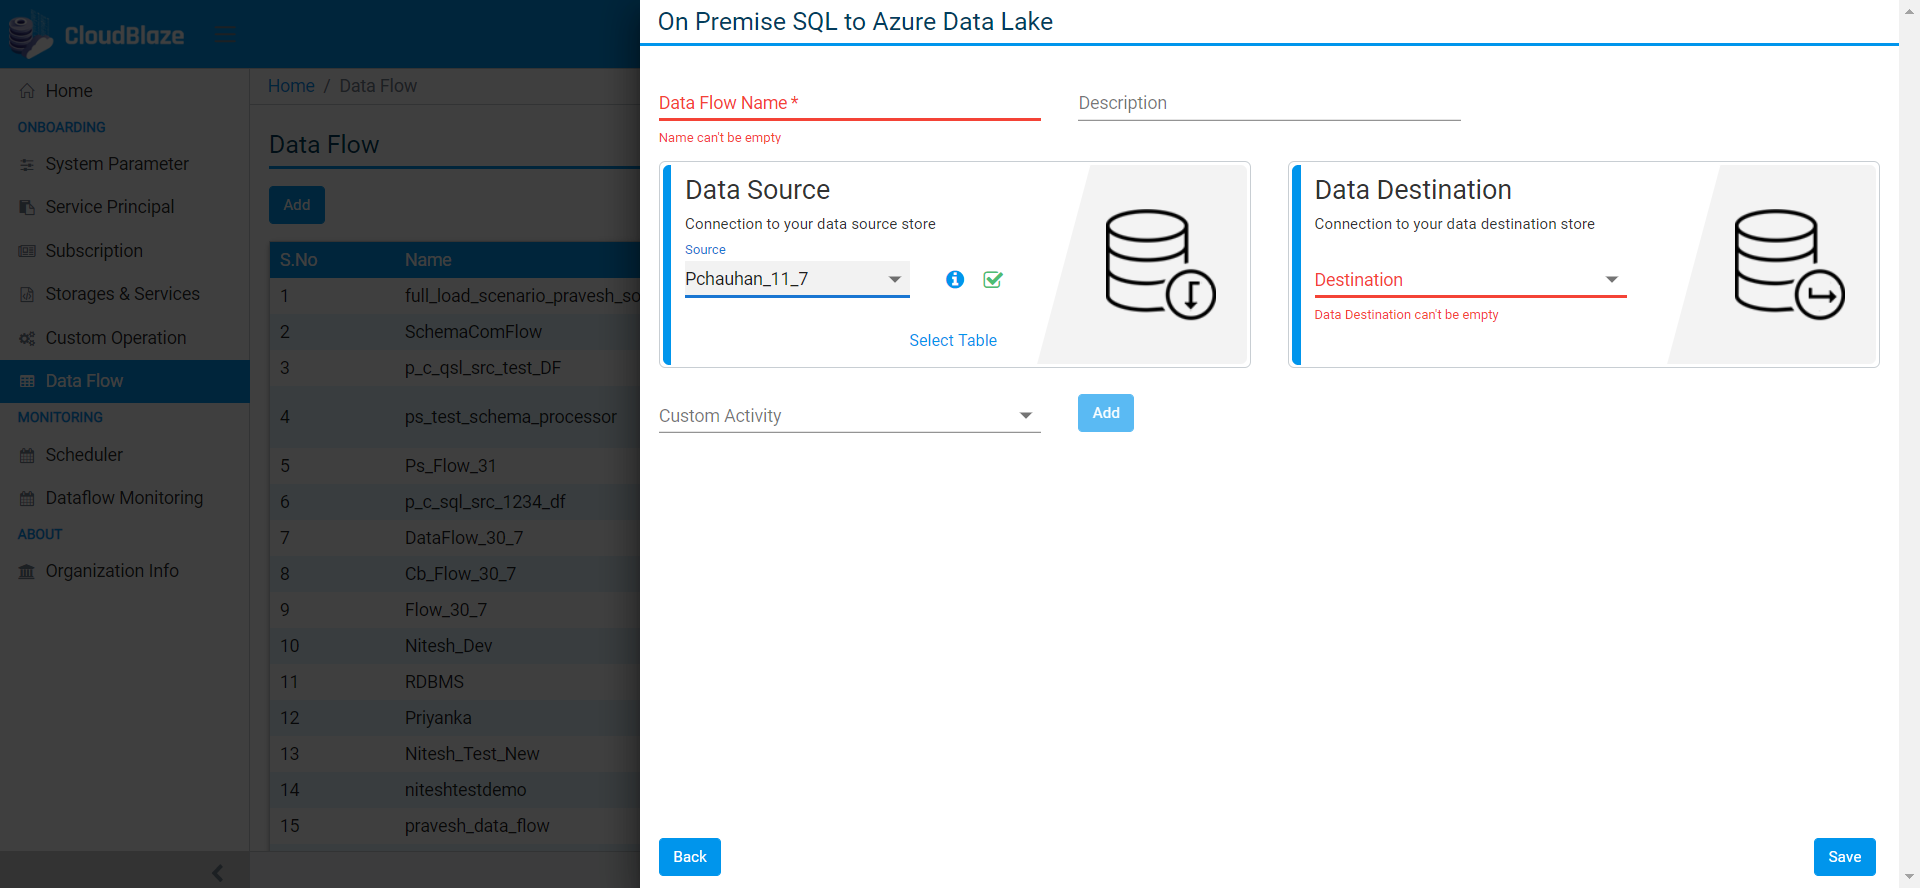 CloudBlaze
Home
ONBOARDING
System Parameter
Service Principal
Subscription
Storages & Services
Custom Operation
Data Flow
MONITORING
Scheduler
Dataflow Monitoring
ABOUT
Organization Info
Home / Data Flow
Data Flow
Add
S.No Name
1 full_load_scenario_pravesh_so
2 SchemaComFlow
3 p_c_qsl_src_test_DF
4 ps_test_schema_processor
5 Ps_Flow_31
6 p_c_sql_src_1234_df
7 DataFlow_30_7
8 Cb_Flow_30_7
9 Flow_30_7
10 Nitesh_Dev
11 RDBMS
12 Priyanka
13 Nitesh_Test_New
14 niteshtestdemo
15 pravesh_data_flow
On Premise SQL to Azure Data Lake
Data Flow Name *
Name can't be empty
Description
Data Source
Connection to your data source store
Source
Pchauhan_11_7
Select Table
Data Destination
Connection to your data destination store
Destination
Data Destination can't be empty
Custom Activity
Add
Back
Save